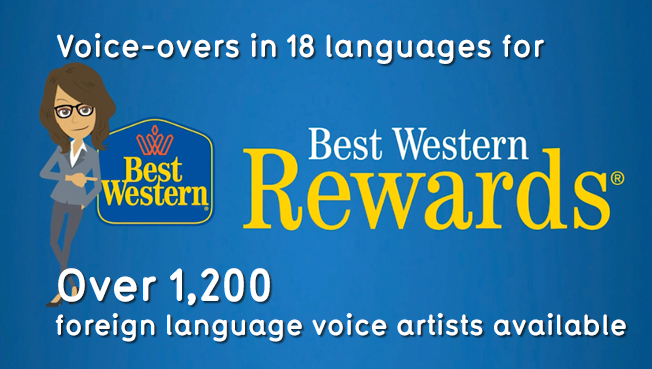 Voice-overs in 18 languages for
Best
Western®
Best Western
Rewards®
Over 1,200
foreign language voice artists available